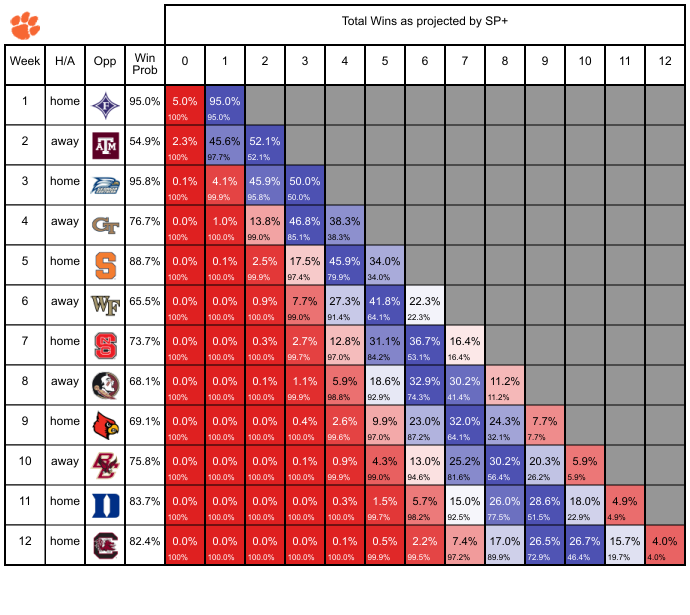 Total Wins as projected by SP+
Week H/A Opp Win Prob 0 1 2 3 4 5 6 7 8 9 10 11 12
1 home F 95.0% 5.0% 95.0%
100% 95.0%
2 away ATM 54.9% 2.3% 45.6% 52.1%
100% 97.7% 52.1%
3 home 95.8% 0.1% 4.1% 45.9% 50.0%
100% 99.9% 95.8% 50.0%
4 away GT 76.7% 0.0% 1.0% 13.8% 46.8% 38.3%
100% 100.0% 99.0% 85.1% 38.3%
5 home S 88.7% 0.0% 0.1% 2.5% 17.5% 45.9% 34.0%
100% 100.0% 99.9% 97.4% 79.9% 34.0%
6 away WF 65.5% 0.0% 0.0% 0.9% 7.7% 27.3% 41.8% 22.3%
100% 100.0% 100.0% 99.0% 91.4% 64.1% 22.3%
7 home S 73.7% 0.0% 0.0% 0.3% 2.7% 12.8% 31.1% 36.7% 16.4%
100% 100.0% 100.0% 99.7% 97.0% 84.2% 53.1% 16.4%
8 away 68.1% 0.0% 0.0% 0.1% 1.1% 5.9% 18.6% 32.9% 30.2% 11.2%
100% 100.0% 100.0% 99.9% 98.8% 92.9% 74.3% 41.4% 11.2%
9 home 69.1% 0.0% 0.0% 0.0% 0.4% 2.6% 9.9% 23.0% 32.0% 24.3% 7.7%
100% 100.0% 100.0% 100.0% 99.6% 97.0% 87.2% 64.1% 32.1% 7.7%
10 away BC 75.8% 0.0% 0.0% 0.0% 0.1% 0.9% 4.3% 13.0% 25.2% 30.2% 20.3% 5.9%
100% 100.0% 100.0% 100.0% 99.9% 99.0% 94.6% 81.6% 56.4% 26.2% 5.9%
11 home D 83.7% 0.0% 0.0% 0.0% 0.0% 0.3% 1.5% 5.7% 15.0% 26.0% 28.6% 18.0% 4.9%
100% 100.0% 100.0% 100.0% 100.0% 99.7% 98.2% 92.5% 77.5% 51.5% 22.9% 4.9%
12 home C 82.4% 0.0% 0.0% 0.0% 0.0% 0.1% 0.5% 2.2% 7.4% 17.0% 26.5% 26.7% 15.7% 4.0%
100% 100.0% 100.0% 100.0% 100.0% 99.9% 99.5% 97.2% 89.9% 72.9% 46.4% 19.7% 4.0%